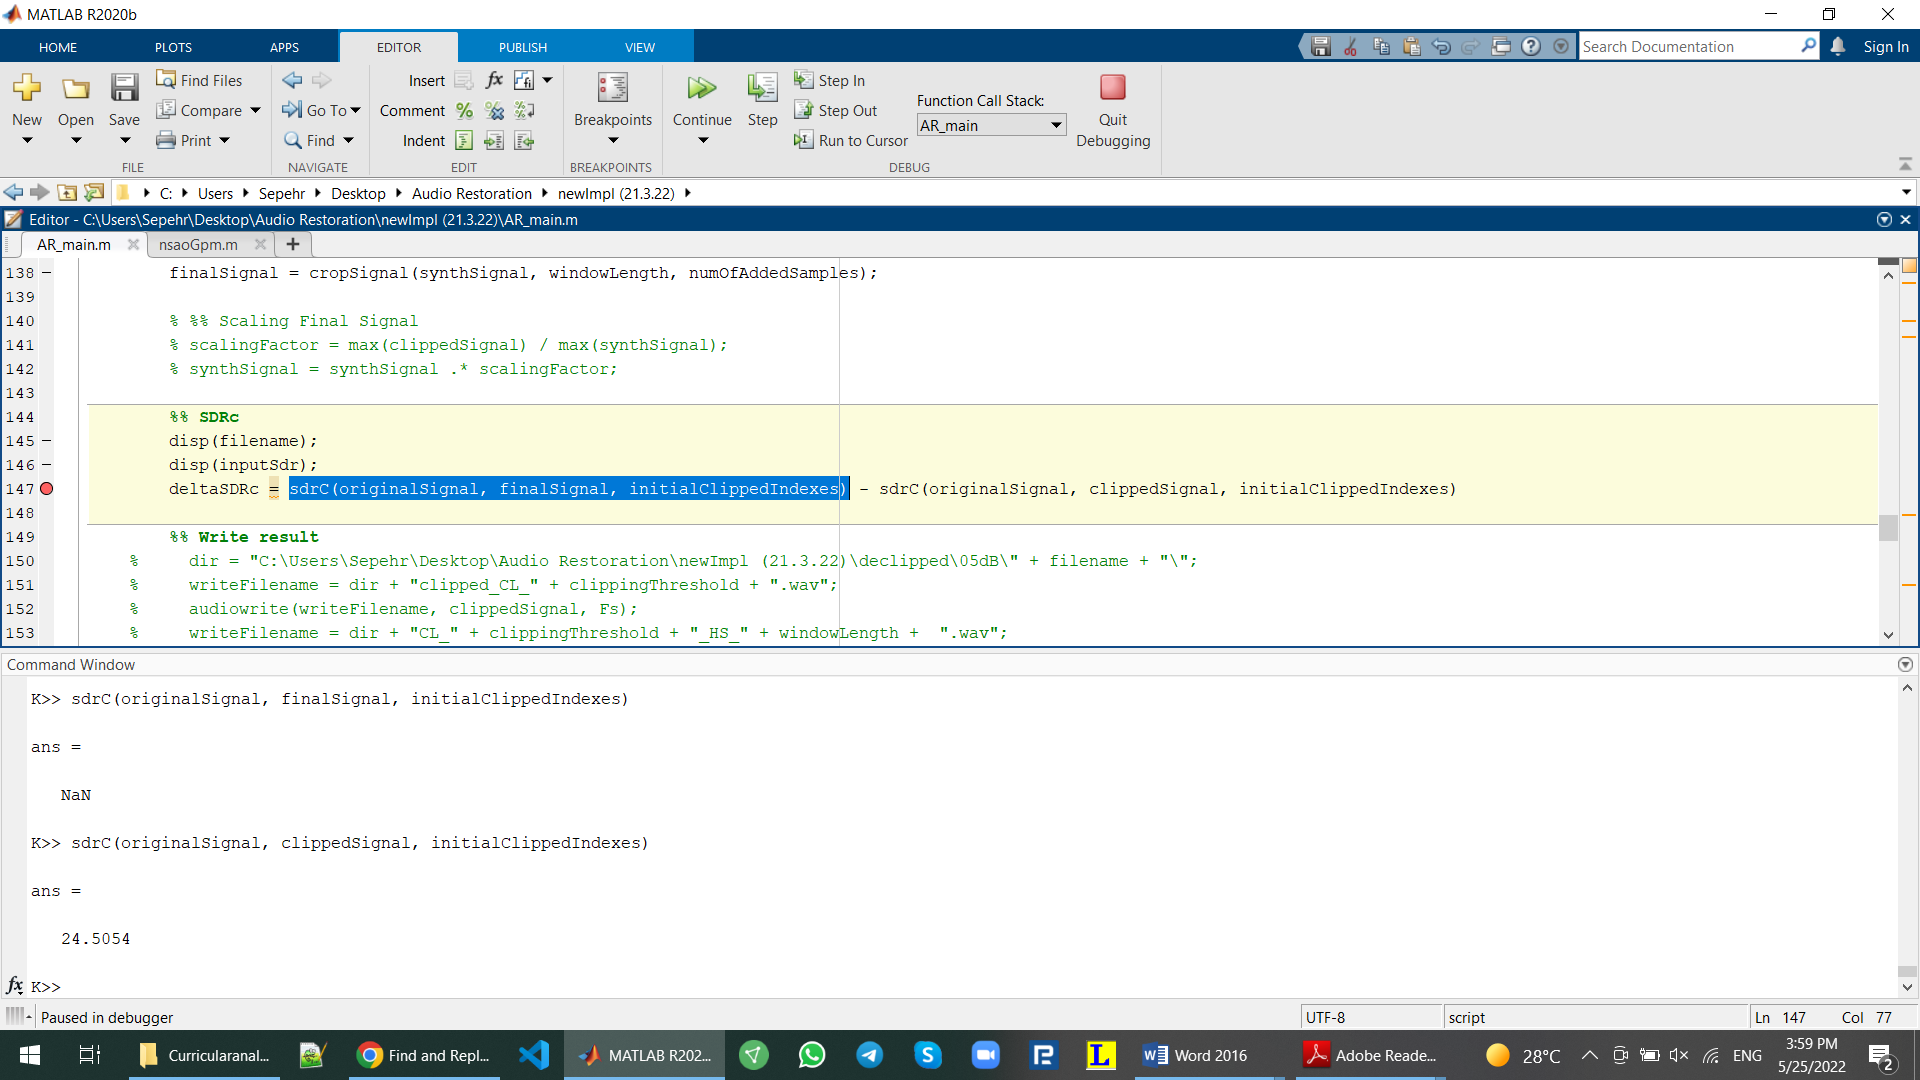 MATLAB R2020b
HOME PLOTS APPS EDITOR PUBLISH VIEW Search Documentation Sign In
New Open Save Find Files Compare Print FILE
Go To Find NAVIGATE
Insert fx fi Comment Indent EDIT
Breakpoints BREAKPOINTS
Continue Step Step In Step Out Run to Cursor Function Call Stack: AR_main Quit Debugging DEBUG
C: Users Sepehr Desktop Audio Restoration newImpl (21.3.22)
Editor - C:\Users\Sepehr\Desktop\Audio Restoration\newImpl (21.3.22)\AR_main.m
AR_main.m nsaoGpm.m +
138 – finalSignal = cropSignal(synthSignal, windowLength, numOfAddedSamples);
139
140 % %% Scaling Final Signal
141 % scalingFactor = max(clippedSignal) / max(synthSignal);
142 % synthSignal = synthSignal .* scalingFactor;
143
144 %% SDRc
145 – disp(filename);
146 – disp(inputSdr);
147 deltaSDRc = sdrC(originalSignal, finalSignal, initialClippedIndexes) - sdrC(originalSignal, clippedSignal, initialClippedIndexes)
148
149 %% Write result
150 % dir = "C:\Users\Sepehr\Desktop\Audio Restoration\newImpl (21.3.22)\declipped\05dB\" + filename + "\";
151 % writeFilename = dir + "clipped_CL_" + clippingThreshold + ".wav";
152 % audiowrite(writeFilename, clippedSignal, Fs);
153 % writeFilename = dir + "CL_" + clippingThreshold + "_HS_" + windowLength + ".wav";
Command Window
K>> sdrC(originalSignal, finalSignal, initialClippedIndexes)
ans =
NaN
K>> sdrC(originalSignal, clippedSignal, initialClippedIndexes)
ans =
24.5054
fx K>>
Paused in debugger UTF-8 script Ln 147 Col 77
Curricularanal... Find and Repl... MATLAB R202... Word 2016 Adobe Reade... 28°C ENG 3:59 PM
5/25/2022 2